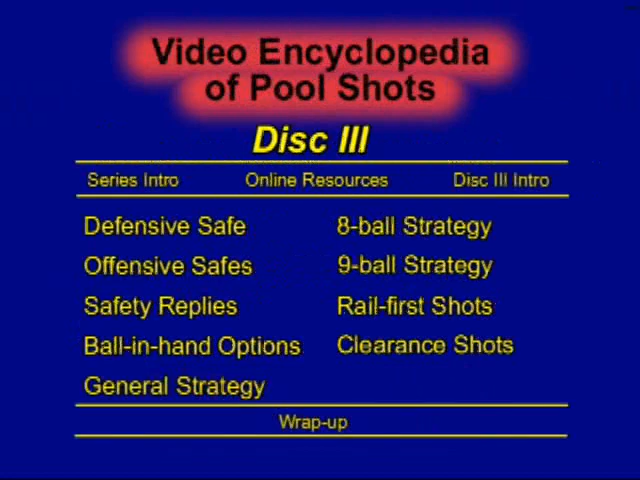 Video Encyclopedia
of Pool Shots
Disc III
Series Intro Online Resources Disc III Intro
Defensive Safe 8-ball Strategy
Offensive Safes 9-ball Strategy
Safety Replies Rail-first Shots
Ball-in-hand Options Clearance Shots
General Strategy
Wrap-up